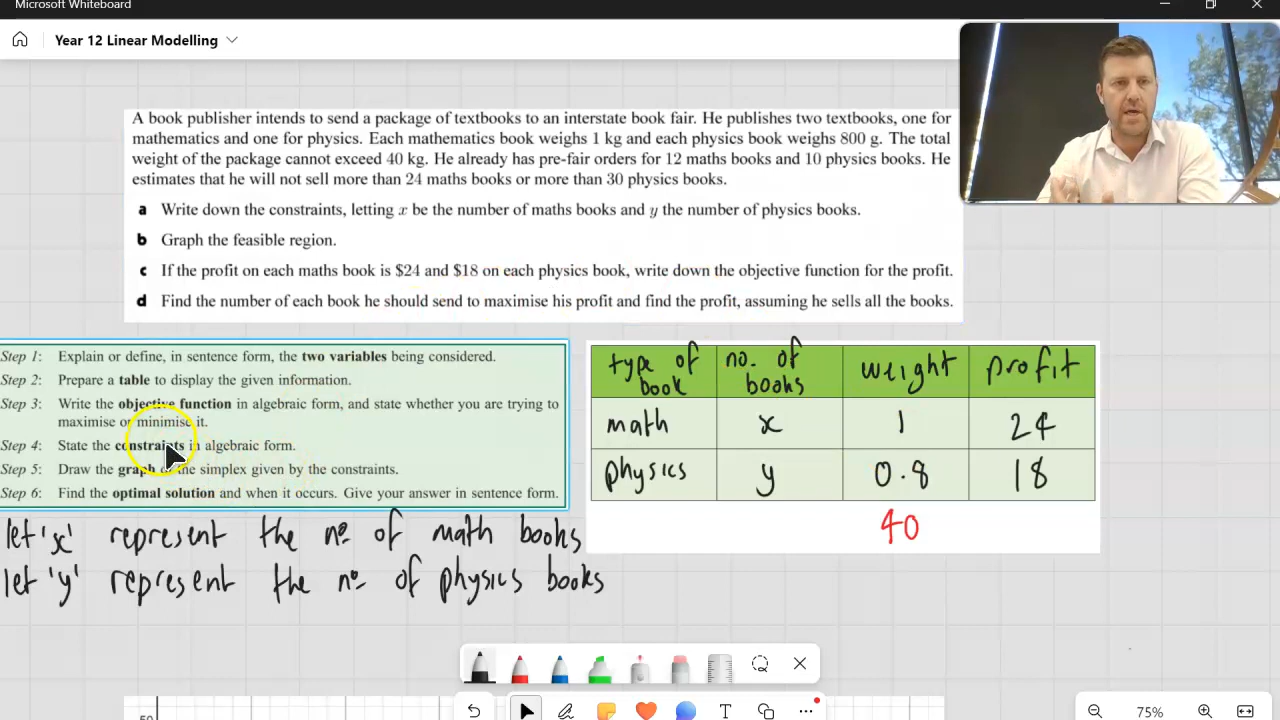 Microsoft Whiteboard
Year 12 Linear Modelling
A book publisher intends to send a package of textbooks to an interstate book fair. He publishes two textbooks, one for
mathematics and one for physics. Each mathematics book weighs 1 kg and each physics book weighs 800 g. The total
weight of the package cannot exceed 40 kg. He already has pre-fair orders for 12 maths books and 10 physics books. He
estimates that he will not sell more than 24 maths books or more than 30 physics books.
a Write down the constraints, letting x be the number of maths books and y the number of physics books.
b Graph the feasible region.
c If the profit on each maths book is $24 and $18 on each physics book, write down the objective function for the profit.
d Find the number of each book he should send to maximise his profit and find the profit, assuming he sells all the books.
Step 1: Explain or define, in sentence form, the two variables being considered.
Step 2: Prepare a table to display the given information.
Step 3: Write the objective function in algebraic form, and state whether you are trying to
maximise or minimise it.
Step 4: State the constraints in algebraic form.
Step 5: Draw the graph of the simplex given by the constraints.
Step 6: Find the optimal solution and when it occurs. Give your answer in sentence form.
type of book no. of books weight profit
math x 1 24
physics y 0.8 18
40
let 'x' represent the no of math books
let 'y' represent the no of physics books
50
75%